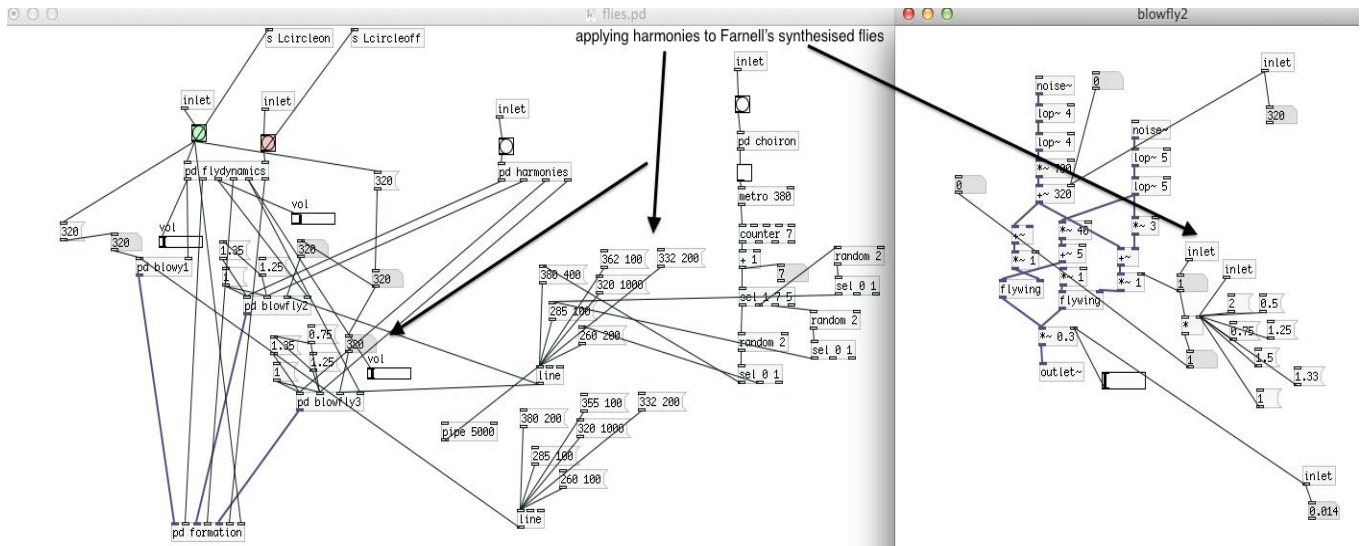 flies.pd
blowfly2
applying harmonies to Farnell's synthesised flies
s Lcircleon
s Lcircleoff
inlet
inlet
inlet
inlet
pd choiron
pd flydynamics
pd harmonies
320
vol
metro 380
320
320
vol
counter 7
1.35
320
1.25
pd blowy1
1
320
362 100
332 200
+ 1
random 2
380 400
320 1000
7
pd blowfly2
285 100
sel 1 7 5
sel 0 1
260 200
random 2
0.75
1.35
320
random 2
sel 0 1
1.25
vol
1
line
sel 0 1
pd blowfly3
355 100
332 200
380 200
pipe 5000
320 1000
285 100
260 100
line
pd formation
inlet
noise~
0
lop~ 4
320
lop~ 4
noise~
lop~ 5
0
+~ 320
lop~ 5
*~ 40
*~ 3
+~
inlet
+~
+~ 5
inlet
*~ 1
*~ 1
*~ 1
1
flywing
flywing
2
0.5
*
0.75
1.25
*~ 0.3
1
1.5
outlet~
1.33
1
inlet
0.014